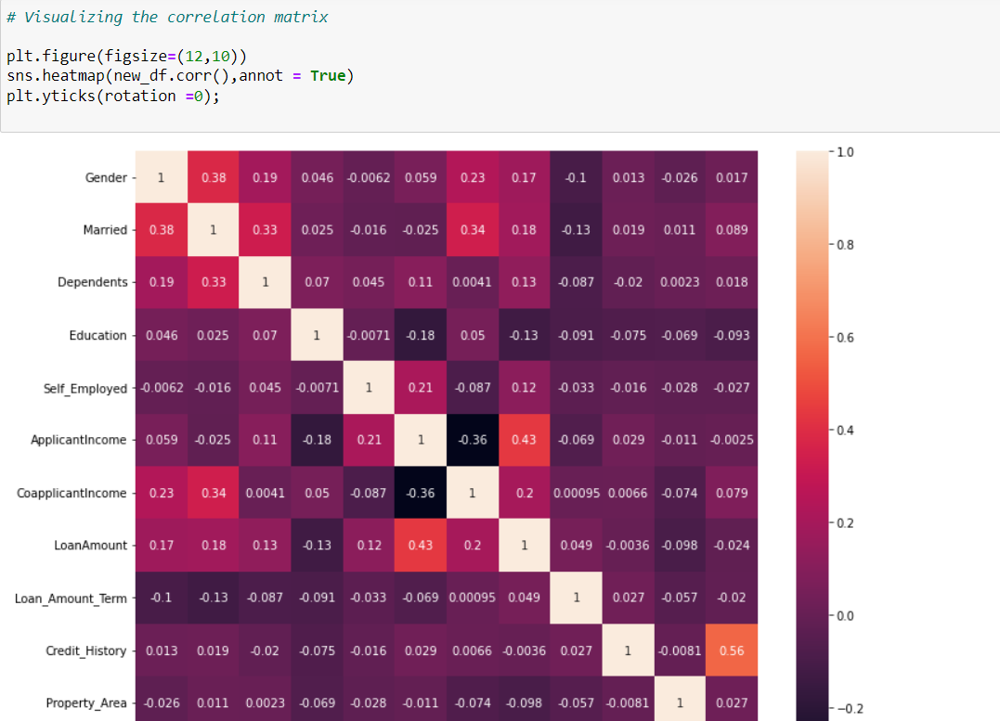 # Visualizing the correlation matrix
plt.figure(figsize=(12,10))
sns.heatmap(new_df.corr(),annot = True)
plt.yticks(rotation =0);
1.0
Gender 1 0.38 0.19 0.046 -0.0062 0.059 0.23 0.17 -0.1 0.013 -0.026 0.017
Married 0.38 1 0.33 0.025 -0.016 -0.025 0.34 0.18 -0.13 0.019 0.011 0.089
0.8
Dependents 0.19 0.33 1 0.07 0.045 0.11 0.0041 0.13 -0.087 -0.02 0.0023 0.018
Education 0.046 0.025 0.07 1 -0.0071 -0.18 0.05 -0.13 -0.091 -0.075 -0.069 -0.093
0.6
Self_Employed -0.0062 -0.016 0.045 -0.0071 1 0.21 -0.087 0.12 -0.033 -0.016 -0.028 -0.027
0.4
ApplicantIncome 0.059 -0.025 0.11 -0.18 0.21 1 -0.36 0.43 -0.069 0.029 -0.011 -0.0025
CoapplicantIncome 0.23 0.34 0.0041 0.05 -0.087 -0.36 1 0.2 0.00095 0.0066 -0.074 0.079
0.2
LoanAmount 0.17 0.18 0.13 -0.13 0.12 0.43 0.2 1 0.049 -0.0036 -0.098 -0.024
Loan_Amount_Term -0.1 -0.13 -0.087 -0.091 -0.033 -0.069 0.00095 0.049 1 0.027 -0.057 -0.02
0.0
Credit_History 0.013 0.019 -0.02 -0.075 -0.016 0.029 0.0066 -0.0036 0.027 1 -0.0081 0.56
Property_Area -0.026 0.011 0.0023 -0.069 -0.028 -0.011 -0.074 -0.098 -0.057 -0.0081 1 0.027
-0.2